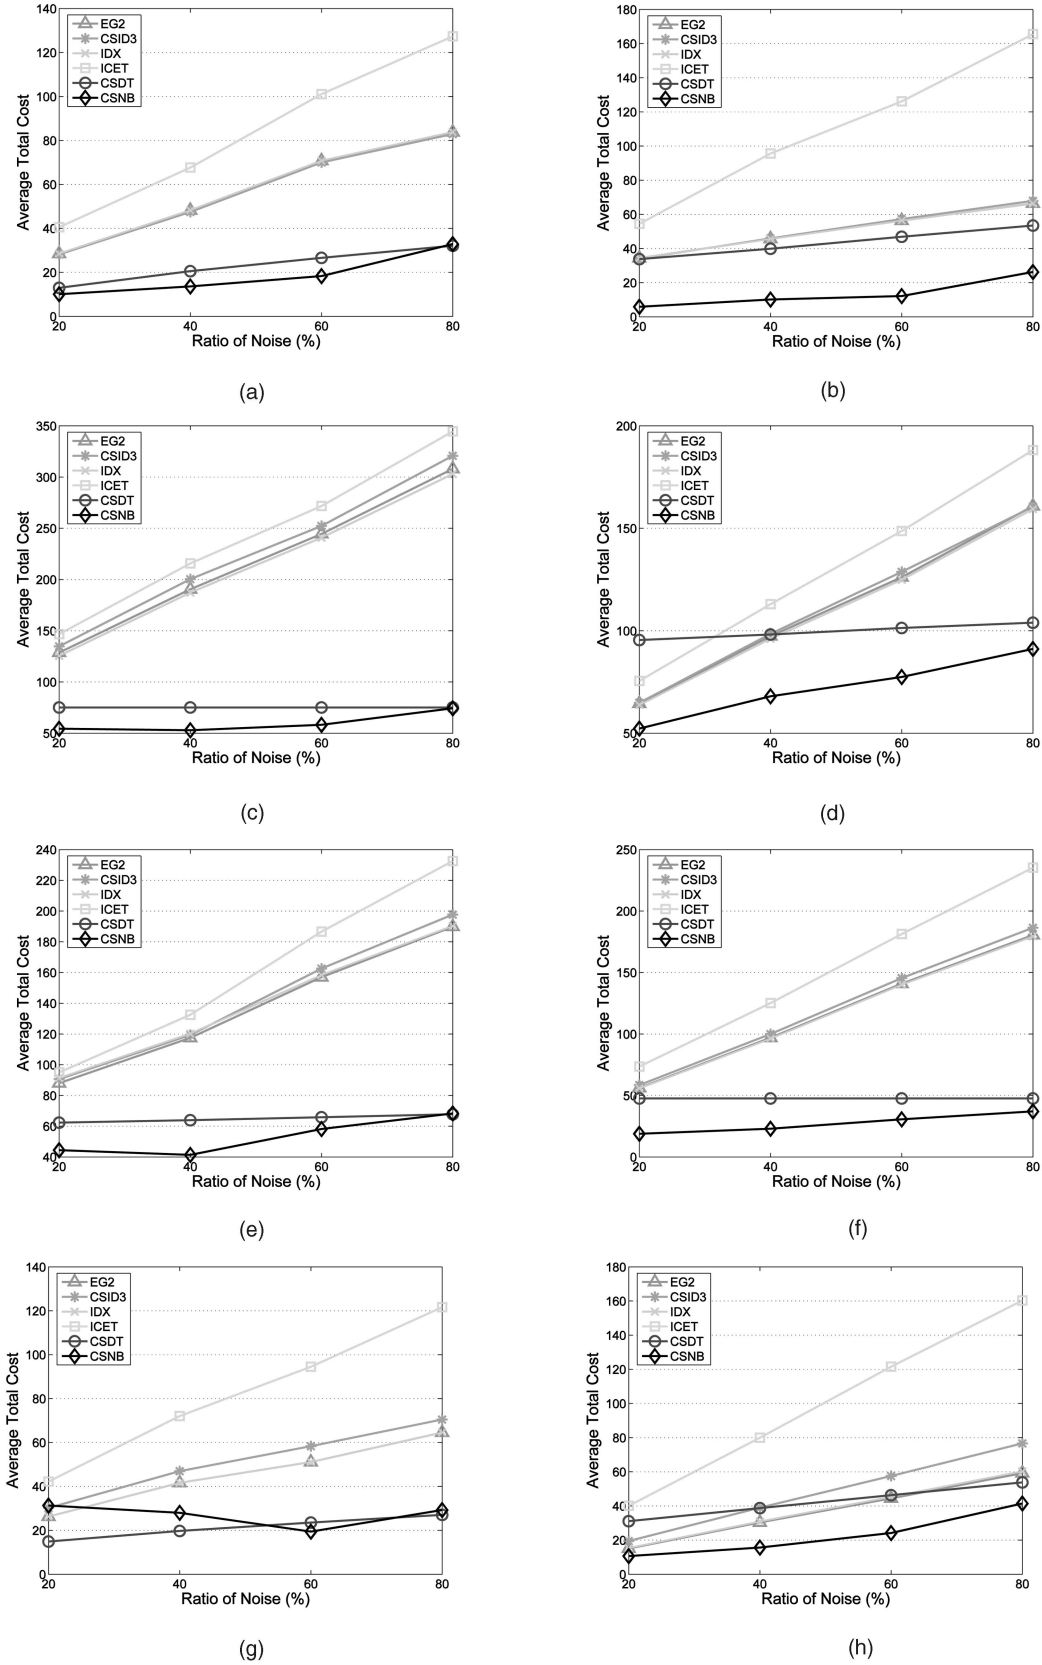 140
120
100
80
60
40
20
0
EG2
CSID3
IDX
ICET
CSDT
CSNB
Average Total Cost
20 40 60 80
Ratio of Noise (%)
(a)
180
160
140
120
100
80
60
40
20
0
EG2
CSID3
IDX
ICET
CSDT
CSNB
Average Total Cost
20 40 60 80
Ratio of Noise (%)
(b)
350
300
250
200
150
100
50
EG2
CSID3
IDX
ICET
CSDT
CSNB
Average Total Cost
20 40 60 80
Ratio of Noise (%)
(c)
200
150
100
50
EG2
CSID3
IDX
ICET
CSDT
CSNB
Average Total Cost
20 40 60 80
Ratio of Noise (%)
(d)
240
220
200
180
160
140
120
100
80
60
40
EG2
CSID3
IDX
ICET
CSDT
CSNB
Average Total Cost
20 40 60 80
Ratio of Noise (%)
(e)
250
200
150
100
50
0
EG2
CSID3
IDX
ICET
CSDT
CSNB
Average Total Cost
20 40 60 80
Ratio of Noise (%)
(f)
140
120
100
80
60
40
20
0
EG2
CSID3
IDX
ICET
CSDT
CSNB
Average Total Cost
20 40 60 80
Ratio of Noise (%)
(g)
180
160
140
120
100
80
60
40
20
0
EG2
CSID3
IDX
ICET
CSDT
CSNB
Average Total Cost
20 40 60 80
Ratio of Noise (%)
(h)